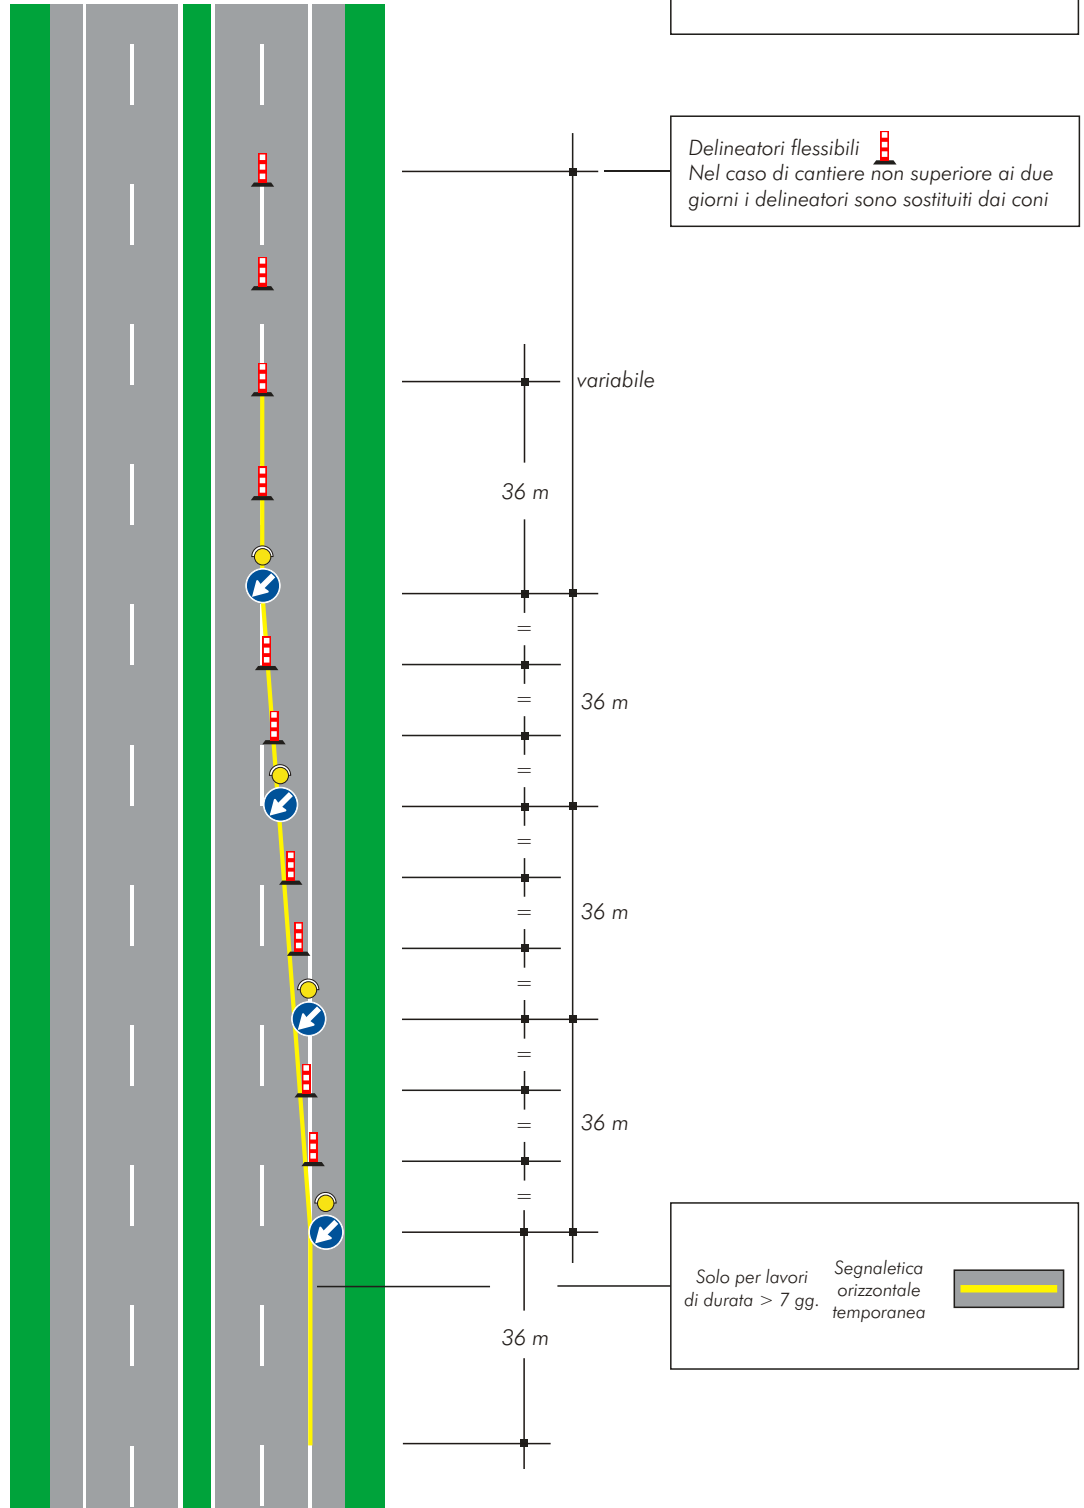 Delineatori flessibili
Nel caso di cantiere non superiore ai due
giorni i delineatori sono sostituiti dai coni
variabile
36 m
=
=
36 m
=
=
36 m
=
=
=
36 m
=
=
Solo per lavori
di durata > 7 gg.
Segnaletica
orizzontale
temporanea
36 m